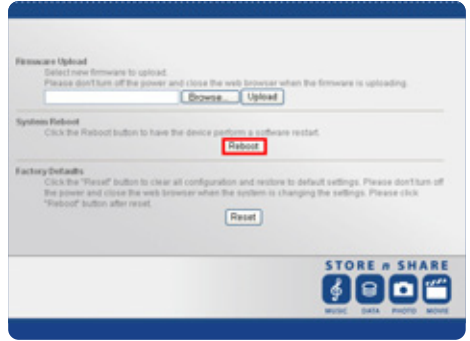 Firmware Upload
Select new firmware to upload.
Please don't turn off the power and close the web browser when the firmware is uploading.
Browse... Upload
System Reboot
Click the Reboot button to have the device perform a software restart.
Reboot
Factory Defaults
Click the "Reset" button to clear all configuration and restore to default settings. Please don't turn off
the power and close the web browser when the system is changing the settings. Please click
"Reboot" button after reset.
Reset
STORE n SHARE
MUSIC DATA PHOTO MOVIE